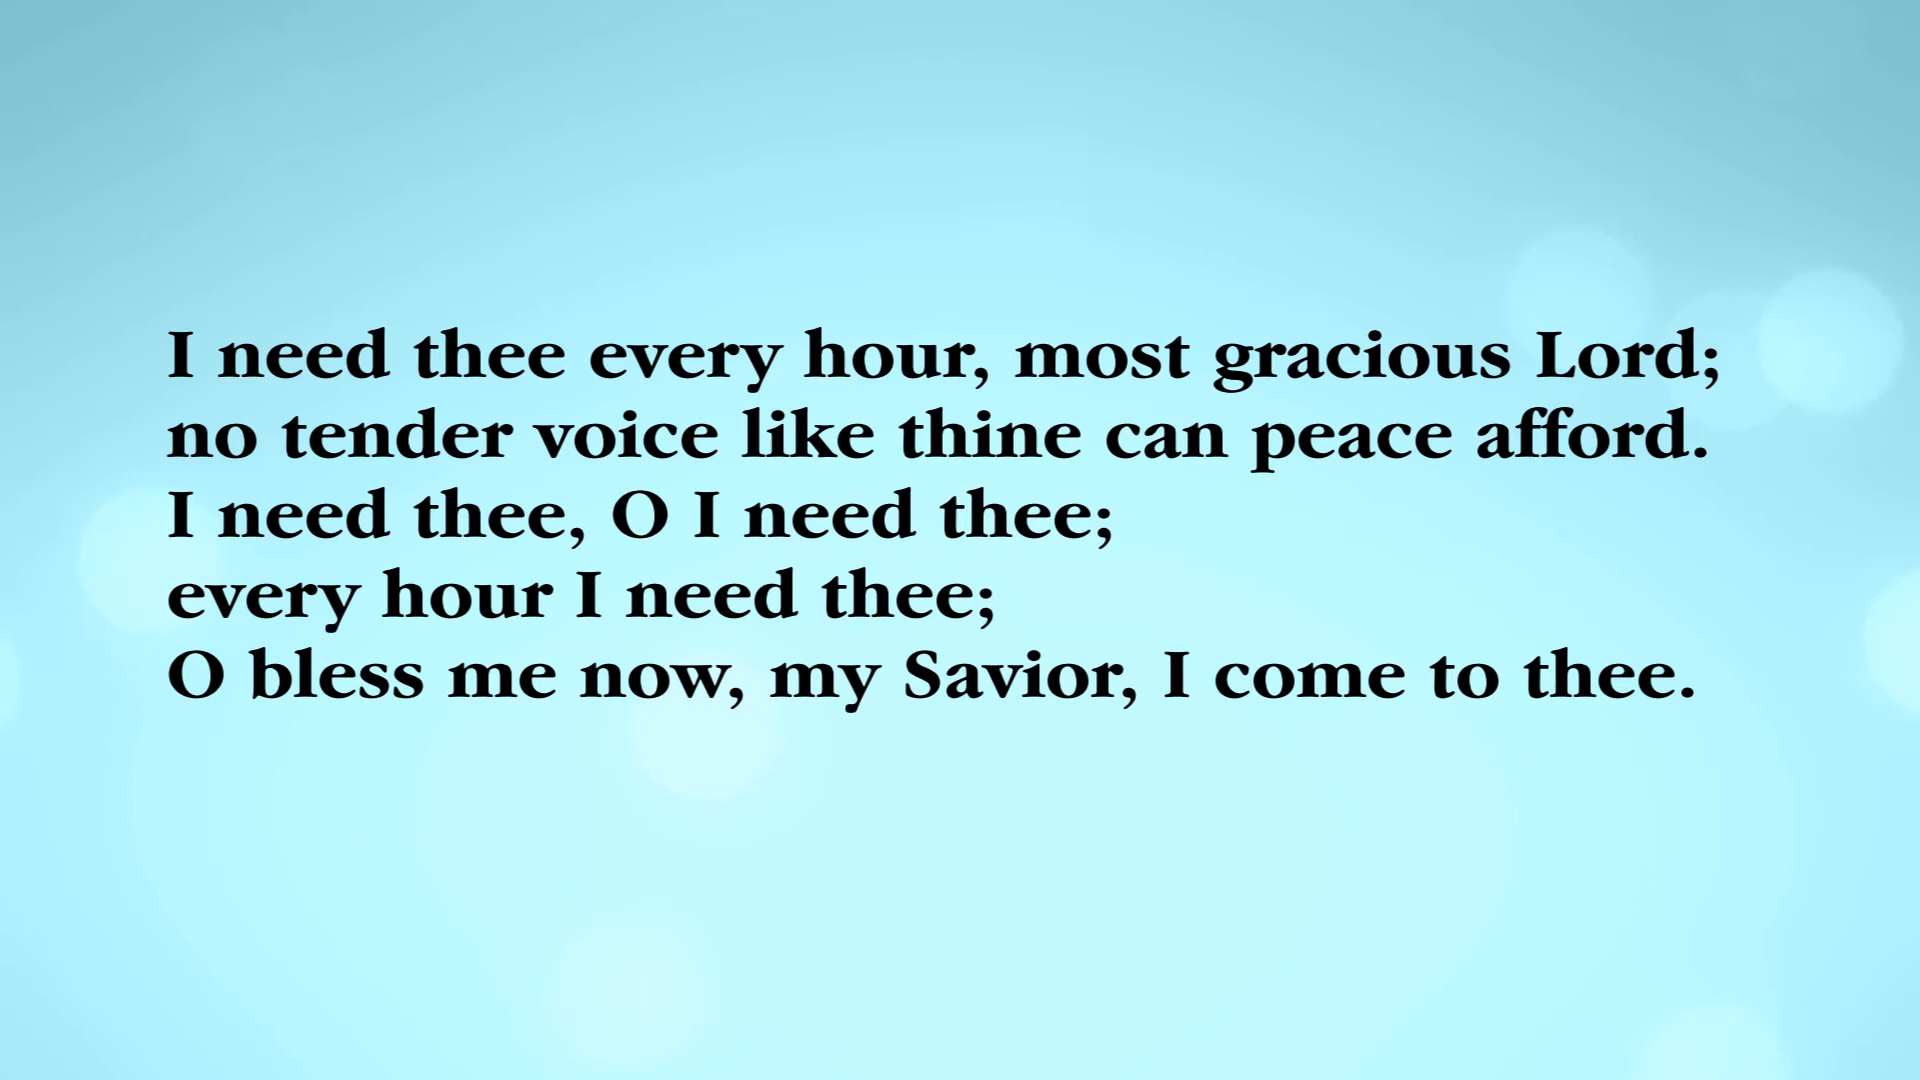 I need thee every hour, most gracious Lord;
no tender voice like thine can peace afford.
I need thee, O I need thee;
every hour I need thee;
O bless me now, my Savior, I come to thee.